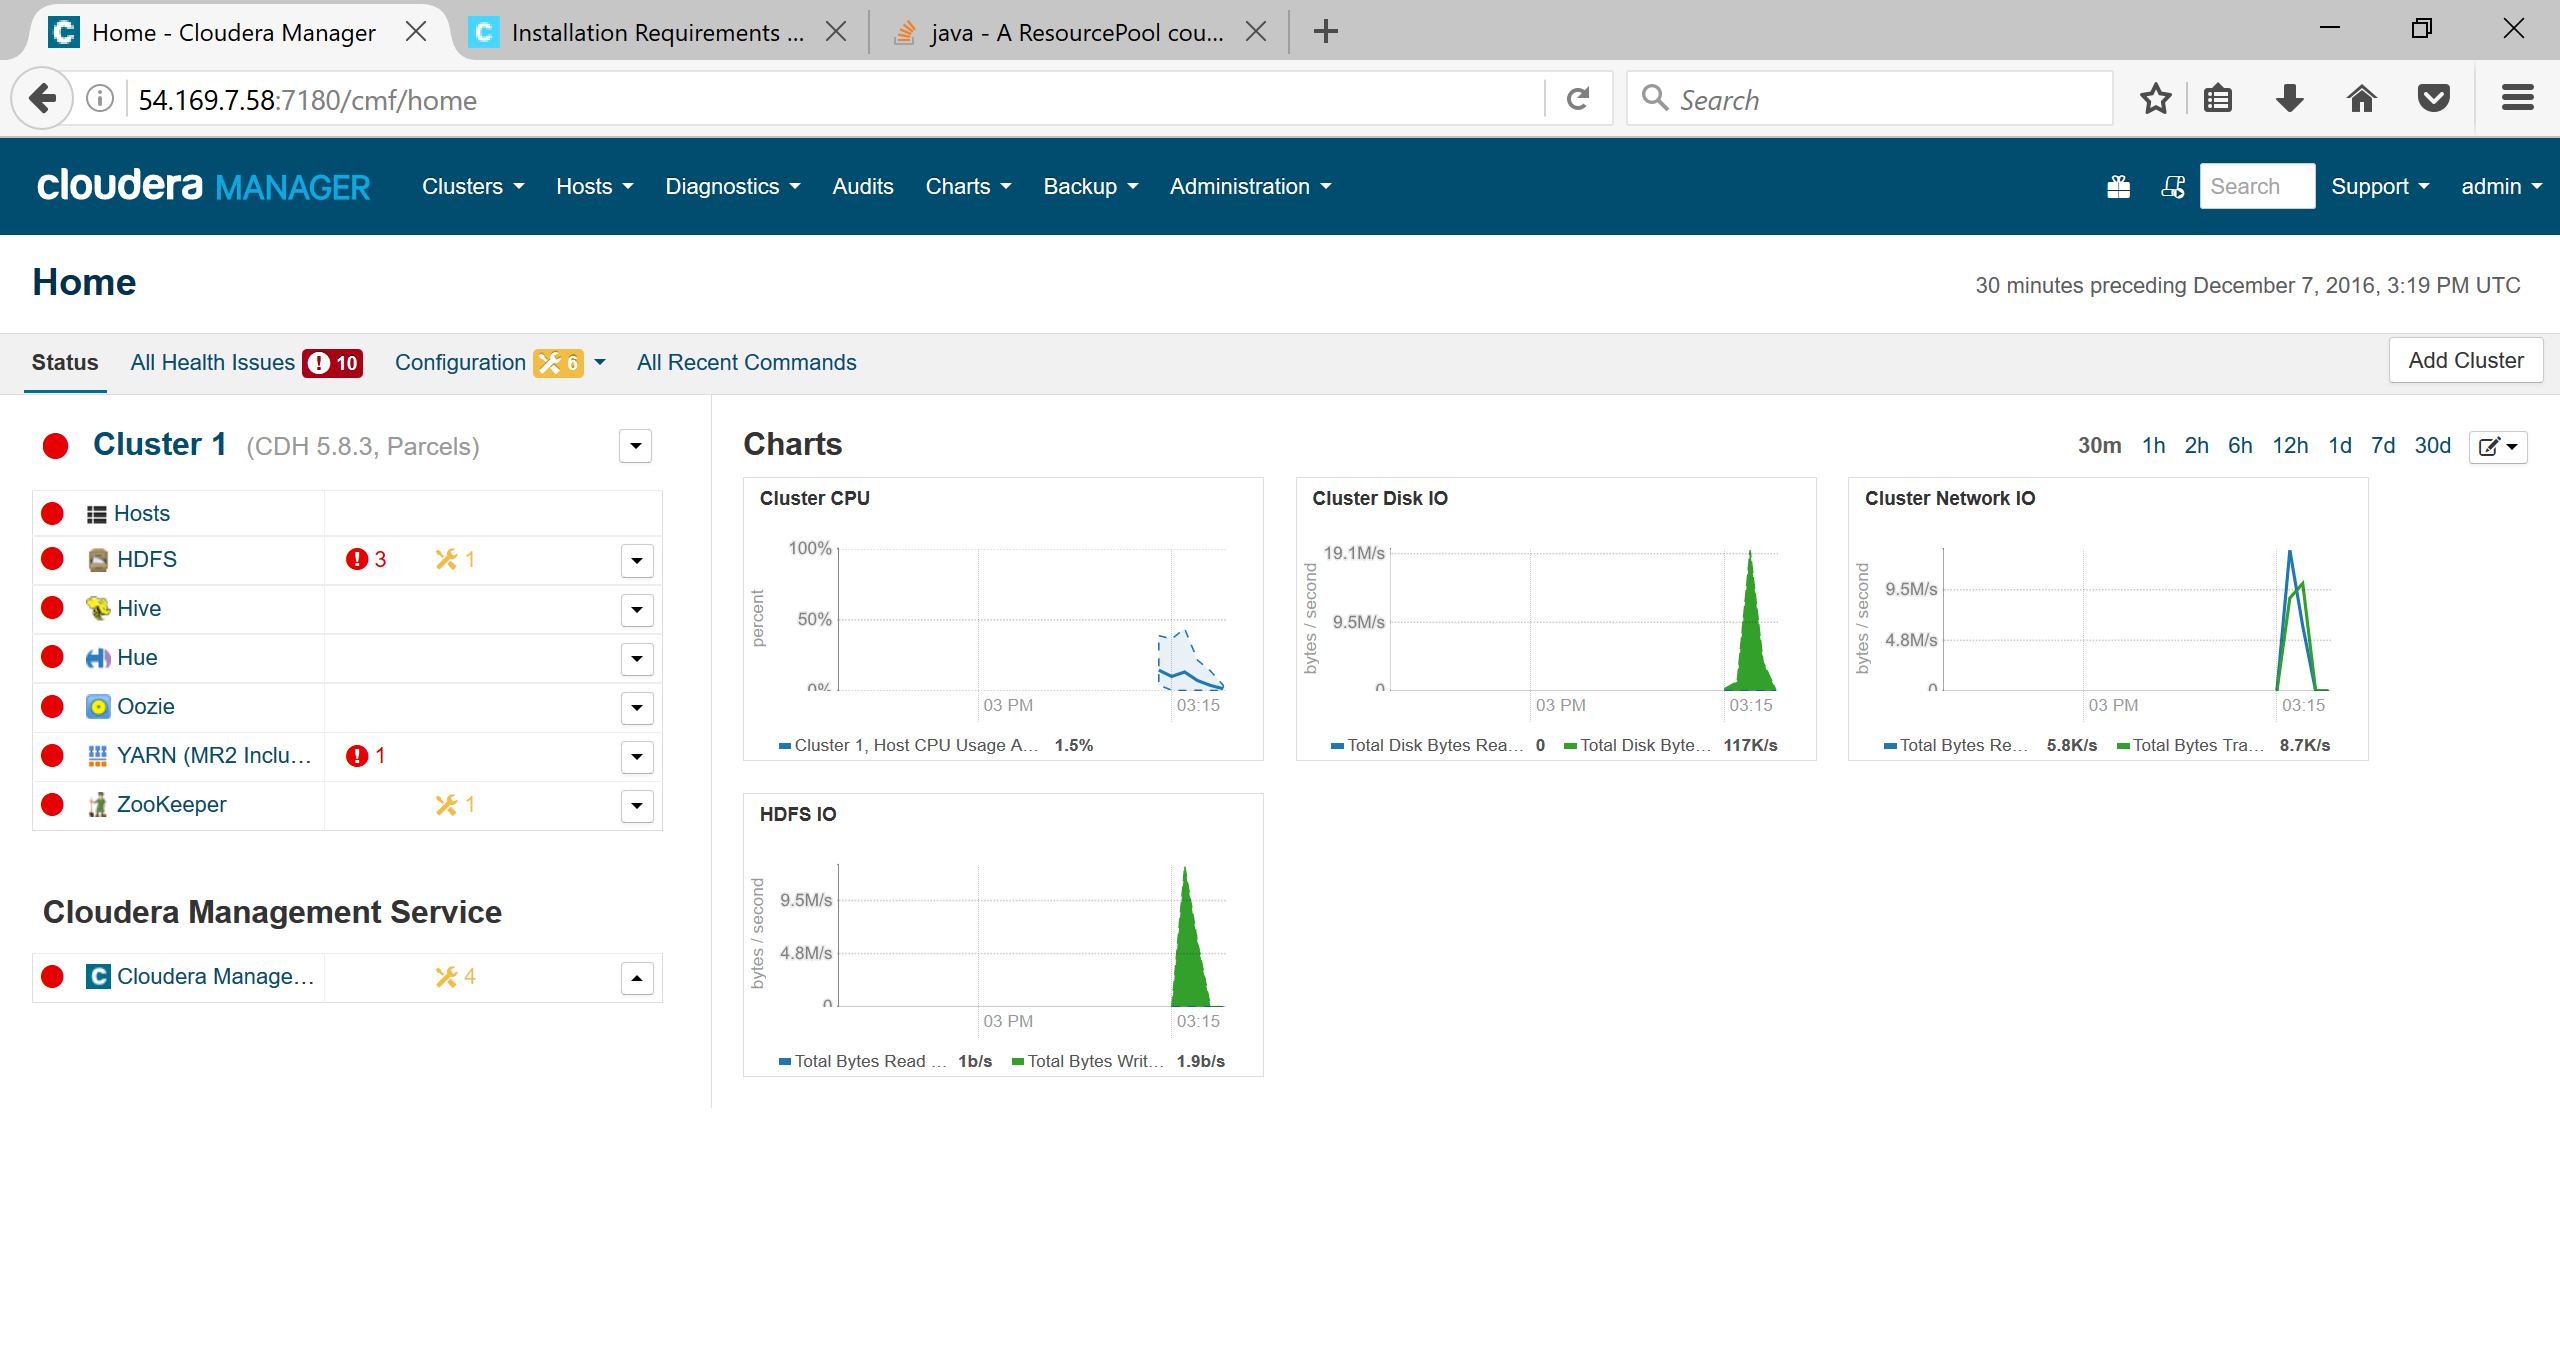 Home - Cloudera Manager
Installation Requirements ...
java - A ResourcePool cou...
54.169.7.58:7180/cmf/home
Search
cloudera MANAGER
Clusters
Hosts
Diagnostics
Audits
Charts
Backup
Administration
Search
Support
admin
Home
30 minutes preceding December 7, 2016, 3:19 PM UTC
Status
All Health Issues 10
Configuration 6
All Recent Commands
Add Cluster
Cluster 1 (CDH 5.8.3, Parcels)
Hosts
HDFS 3 1
Hive
Hue
Oozie
YARN (MR2 Inclu... 1
ZooKeeper 1
Cloudera Management Service
Cloudera Manage... 4
Charts
30m 1h 2h 6h 12h 1d 7d 30d
Cluster CPU
percent
100%
50%
0%
03 PM 03:15
Cluster 1, Host CPU Usage A... 1.5%
Cluster Disk IO
bytes / second
19.1M/s
9.5M/s
0
03 PM 03:15
Total Disk Bytes Rea... 0 Total Disk Byte... 117K/s
Cluster Network IO
bytes / second
9.5M/s
4.8M/s
0
03 PM 03:15
Total Bytes Re... 5.8K/s Total Bytes Tra... 8.7K/s
HDFS IO
bytes / second
9.5M/s
4.8M/s
0
03 PM 03:15
Total Bytes Read ... 1b/s Total Bytes Writ... 1.9b/s